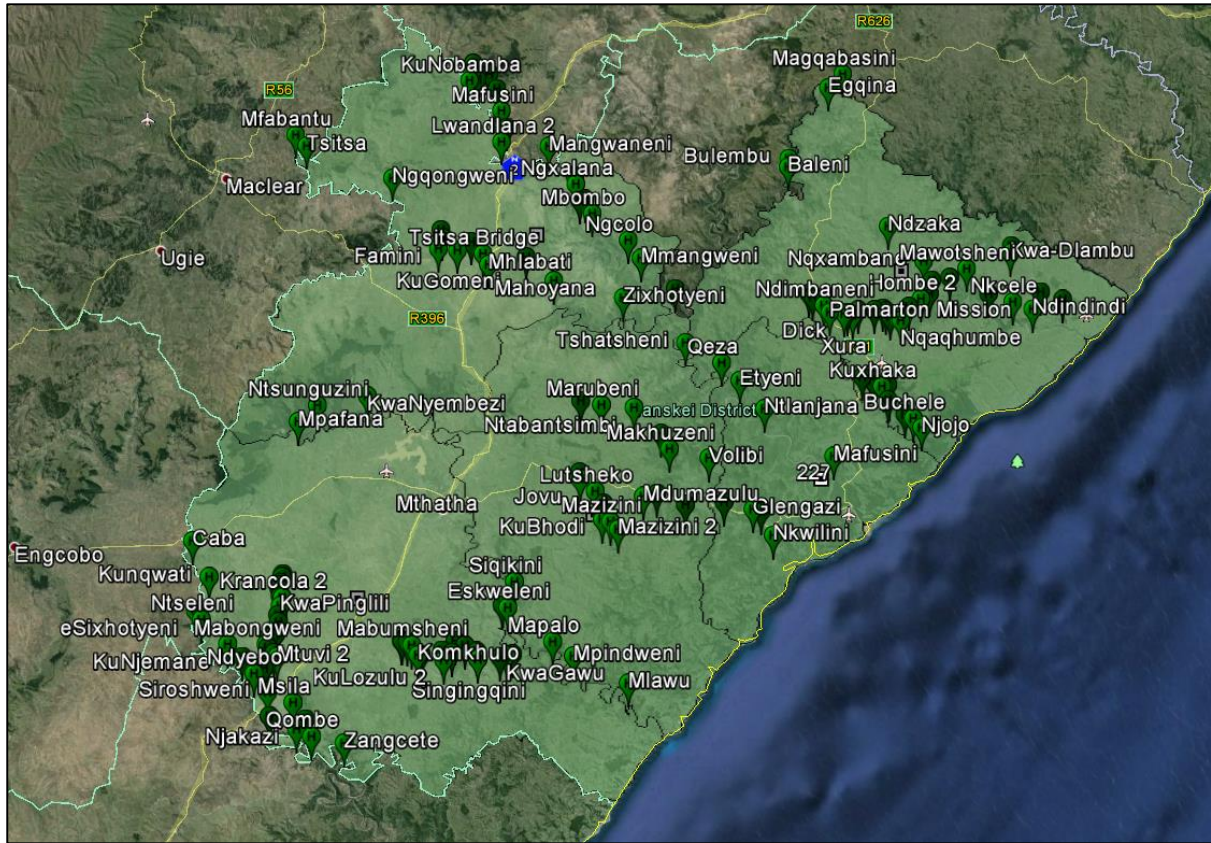 R626
KuNobamba
Magqabasini
R56
Mafusini
Egqina
Mfabantu
Lwandlana 2
Tsitsa
Mangwaneni
Bulembu
Baleni
Maclear
Ngqongweni
Ngxalana
Mbombo
Ngcolo
Ndzaka
Tsitsa Bridge
Ugie
Famini
Mhlabati
Mmangweni
Nqxambane
Mawotsheni
Kwa-Dlambu
KuGomeni
Mahoyana
Zixhotyeni
Ndimbaneni
Hombe 2
Nkcele
R396
Palmarton Mission
Ndindindi
Dick
Xura
Nqaqhumbe
Tshatsheni
Qeza
Kuxhaka
Etyeni
Ntsunguzini
KwaNyembezi
Marubeni
anskei District
Ntlanjana
Buchele
Mpafana
Ntabantsimbi
Makhuzeni
Njojo
Volibi
Mafusini
227
Lutsheko
Mthatha
Jovu
Mazizini
Mdumazulu
Glengazi
KuBhodi
Mazizini 2
Nkwilini
Caba
Engcobo
Kunqwati
Krancola 2
Siqikini
Eskweleni
Ntseleni
KwaPinglili
eSixhotyeni
Mabongweni
Mabumsheni
Mapalo
KuNjemane
Ndyebo
Mtuvi 2
Komkhulo
Mpindweni
Siroshweni
Msila
KuLozulu 2
Singingqini
KwaGawu
Mlawu
Qombe
Njakazi
Zangcete